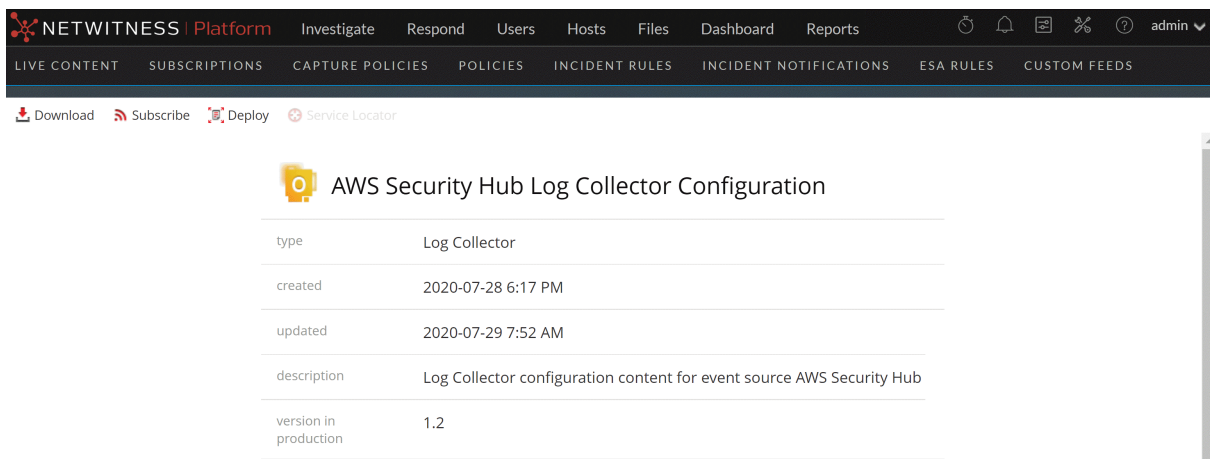 NETWITNESS Platform Investigate Respond Users Hosts Files Dashboard Reports admin
LIVE CONTENT SUBSCRIPTIONS CAPTURE POLICIES POLICIES INCIDENT RULES INCIDENT NOTIFICATIONS ESA RULES CUSTOM FEEDS
Download Subscribe Deploy Service Locator
AWS Security Hub Log Collector Configuration
type Log Collector
created 2020-07-28 6:17 PM
updated 2020-07-29 7:52 AM
description Log Collector configuration content for event source AWS Security Hub
version in
production 1.2